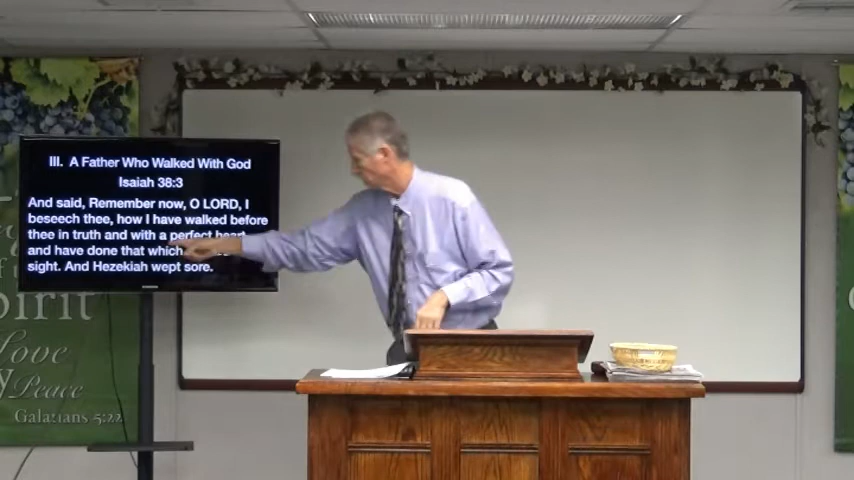 III. A Father Who Walked With God
Isaiah 38:3
And said, Remember now, O LORD, I
beseech thee, how I have walked before
thee in truth and with a perfect heart,
and have done that which
sight. And Hezekiah wept sore.
Spirit
Love
Peace
Galatians 5:22